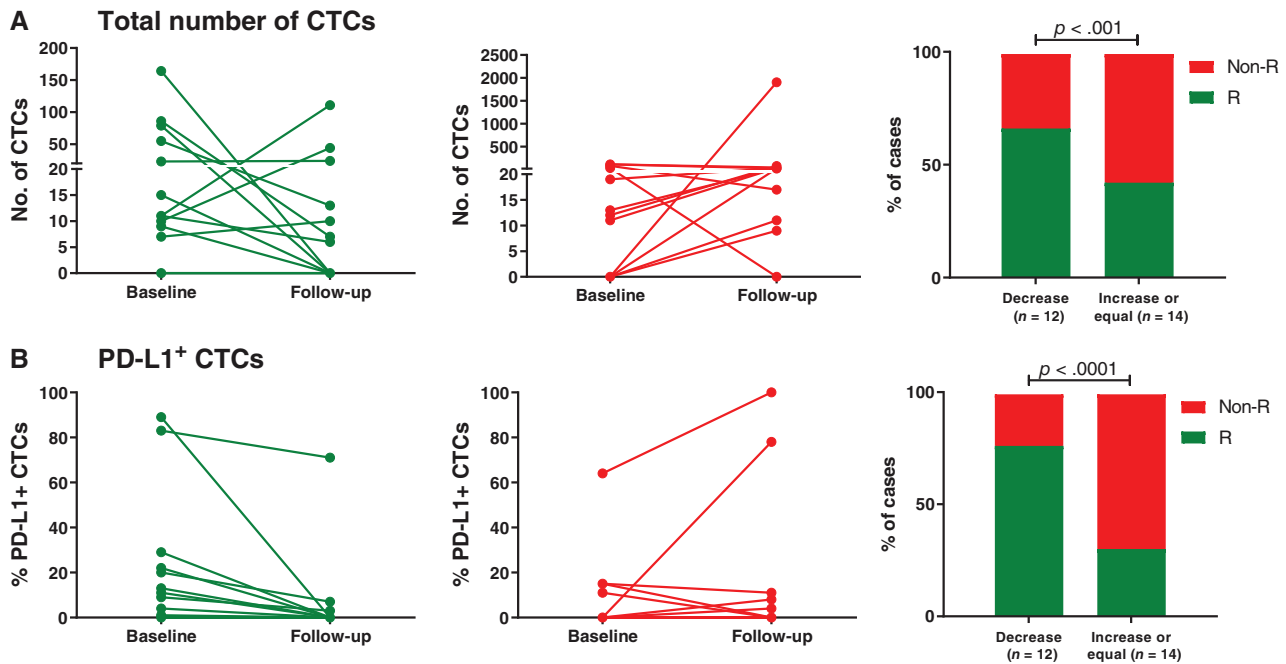 A Total number of CTCs
No. of CTCs
200
150
100
50
20
15
10
5
0
Baseline Follow-up
No. of CTCs
2500
2000
1500
1000
500
20
15
10
5
0
Baseline Follow-up
% of cases
100
50
0
p < .001
Non-R
R
Decrease
(n = 12)
Increase or
equal (n = 14)
B PD-L1+ CTCs
% PD-L1+ CTCs
100
80
60
40
20
0
Baseline Follow-up
% PD-L1+ CTCs
100
80
60
40
20
0
Baseline Follow-up
% of cases
100
50
0
p < .0001
Non-R
R
Decrease
(n = 12)
Increase or
equal (n = 14)